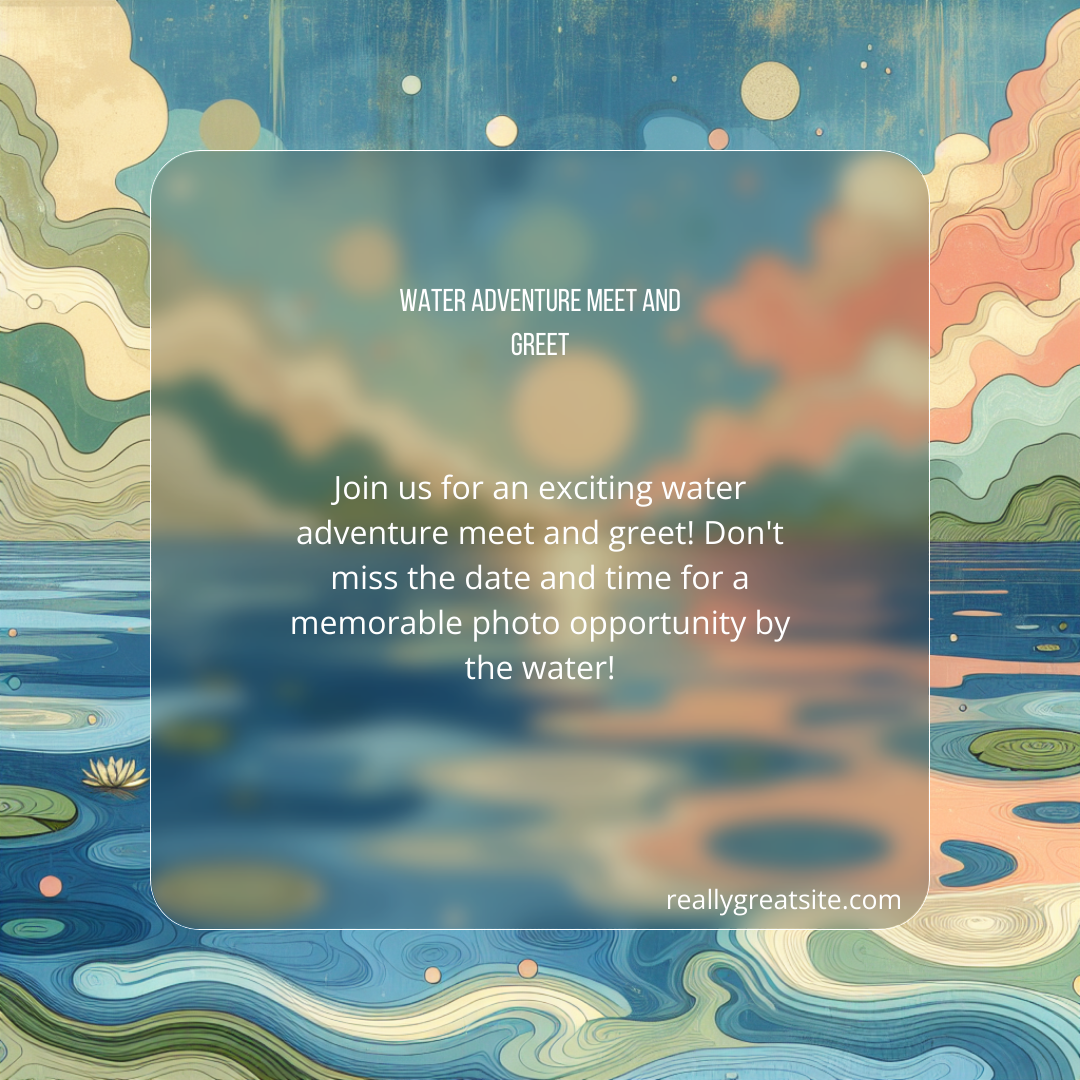 WATER ADVENTURE MEET AND
GREET
Join us for an exciting water
adventure meet and greet! Don't
miss the date and time for a
memorable photo opportunity by
the water!
reallygreatsite.com